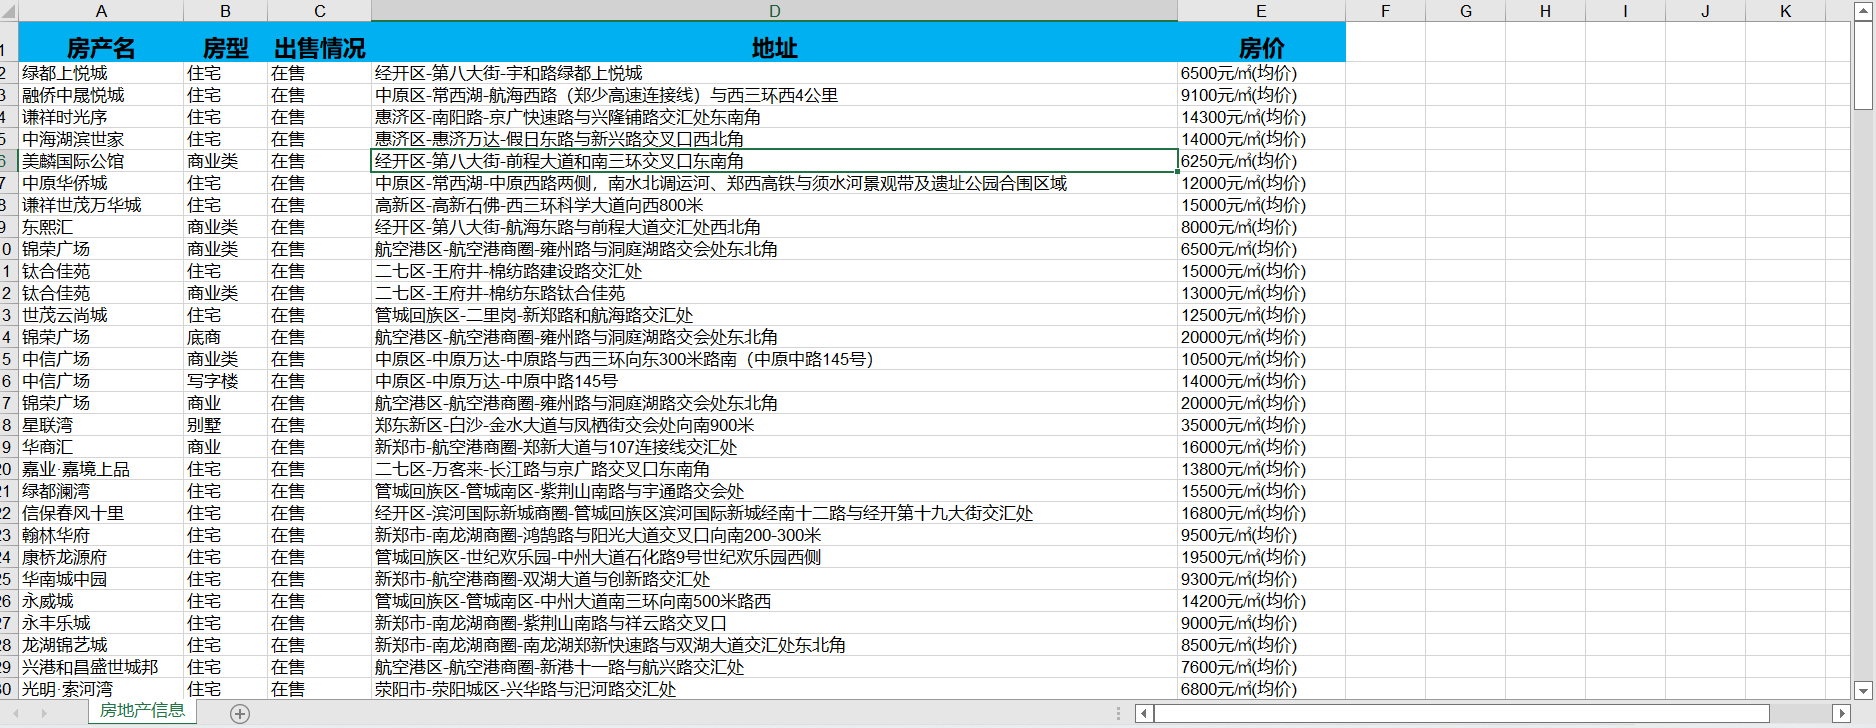 A B C D E F G H I J K
1 房产名 房型 出售情况 地址 房价
2 绿都上悦城 住宅 在售 经开区-第八大街-宇和路绿都上悦城 6500元/㎡(均价)
3 融侨中晟悦城 住宅 在售 中原区-常西湖-航海西路（郑少高速连接线）与西三环西4公里 9100元/㎡(均价)
4 谦祥时光序 住宅 在售 惠济区-南阳路-京广快速路与兴隆铺路交汇处东南角 14300元/㎡(均价)
5 中海湖滨世家 住宅 在售 惠济区-惠济万达-假日东路与新兴路交叉口西北角 14000元/㎡(均价)
6 美麟国际公馆 商业类 在售 经开区-第八大街-前程大道和南三环交叉口东南角 6250元/㎡(均价)
7 中原华侨城 住宅 在售 中原区-常西湖-中原西路两侧，南水北调运河、郑西高铁与须水河景观带及遗址公园合围区域 12000元/㎡(均价)
8 谦祥世茂万华城 住宅 在售 高新区-高新石佛-西三环科学大道向西800米 15000元/㎡(均价)
9 东熙汇 商业类 在售 经开区-第八大街-航海东路与前程大道交汇处西北角 8000元/㎡(均价)
0 锦荣广场 商业类 在售 航空港区-航空港商圈-雍州路与洞庭湖路交会处东北角 6500元/㎡(均价)
1 钛合佳苑 住宅 在售 二七区-王府井-棉纺路建设路交汇处 15000元/㎡(均价)
2 钛合佳苑 商业类 在售 二七区-王府井-棉纺东路钛合佳苑 13000元/㎡(均价)
3 世茂云尚城 住宅 在售 管城回族区-二里岗-新郑路和航海路交汇处 12500元/㎡(均价)
4 锦荣广场 底商 在售 航空港区-航空港商圈-雍州路与洞庭湖路交会处东北角 20000元/㎡(均价)
5 中信广场 商业类 在售 中原区-中原万达-中原路与西三环向东300米路南（中原中路145号） 10500元/㎡(均价)
6 中信广场 写字楼 在售 中原区-中原万达-中原中路145号 14000元/㎡(均价)
7 锦荣广场 商业 在售 航空港区-航空港商圈-雍州路与洞庭湖路交会处东北角 20000元/㎡(均价)
8 星联湾 别墅 在售 郑东新区-白沙-金水大道与凤栖街交会处向南900米 35000元/㎡(均价)
9 华商汇 商业 在售 新郑市-航空港商圈-郑新大道与107连接线交汇处 16000元/㎡(均价)
20 嘉业·嘉境上品 住宅 在售 二七区-万客来-长江路与京广路交叉口东南角 13800元/㎡(均价)
21 绿都澜湾 住宅 在售 管城回族区-管城南区-紫荆山南路与宇通路交会处 15500元/㎡(均价)
22 信保春风十里 住宅 在售 经开区-滨河国际新城商圈-管城回族区滨河国际新城经南十二路与经开第十九大街交汇处 16800元/㎡(均价)
23 翰林华府 住宅 在售 新郑市-南龙湖商圈-鸿鹄路与阳光大道交叉口向南200-300米 9500元/㎡(均价)
24 康桥龙源府 住宅 在售 管城回族区-世纪欢乐园-中州大道石化路9号世纪欢乐园西侧 19500元/㎡(均价)
25 华南城中园 住宅 在售 新郑市-航空港商圈-双湖大道与创新路交汇处 9300元/㎡(均价)
26 永威城 住宅 在售 管城回族区-管城南区-中州大道南三环向南500米路西 14200元/㎡(均价)
27 永丰乐城 住宅 在售 新郑市-南龙湖商圈-紫荆山南路与祥云路交叉口 9000元/㎡(均价)
28 龙湖锦艺城 住宅 在售 新郑市-南龙湖商圈-南龙湖郑新快速路与双湖大道交汇处东北角 8500元/㎡(均价)
29 兴港和昌盛世城邦 住宅 在售 航空港区-航空港商圈-新港十一路与航兴路交汇处 7600元/㎡(均价)
30 光明·索河湾 住宅 在售 荥阳市-荥阳城区-兴华路与汜河路交汇处 6800元/㎡(均价)
房地产信息